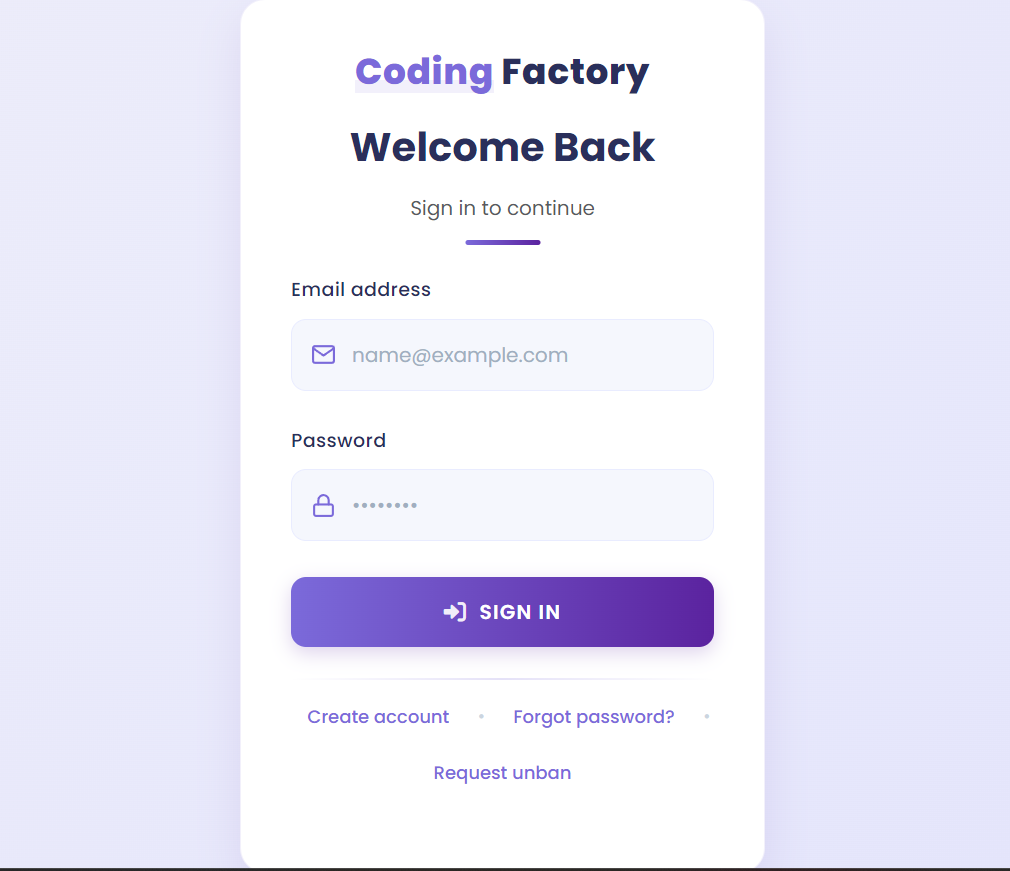 Coding Factory
Welcome Back
Sign in to continue
Email address
name@example.com
Password
••••••••
SIGN IN
Create account • Forgot password? •
Request unban